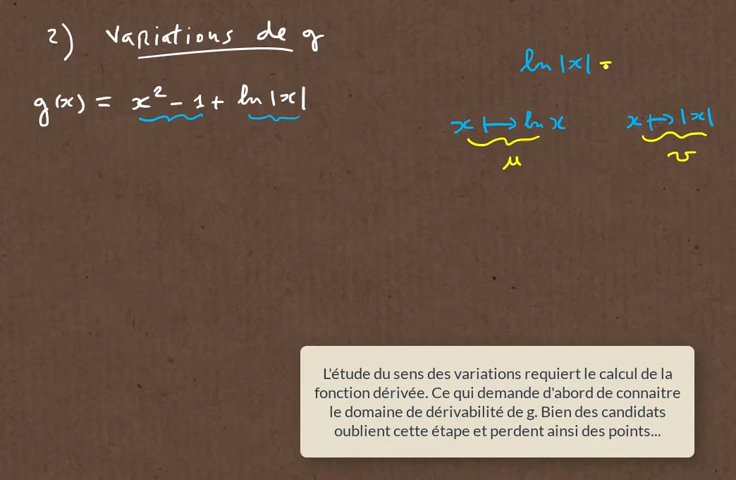 2) Variations de g
ln |x| =
g(x) = x² - 1 + ln |x|
x ↦ ln x
x ↦ |x|
u
v
L'étude du sens des variations requiert le calcul de la
fonction dérivée. Ce qui demande d'abord de connaitre
le domaine de dérivabilité de g. Bien des candidats
oublient cette étape et perdent ainsi des points...